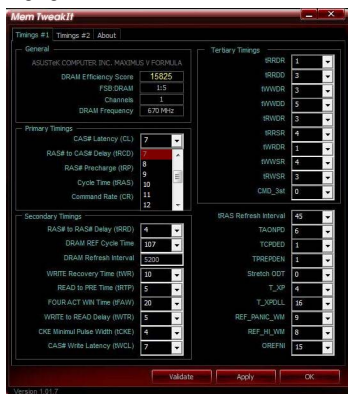 Mem TweakIt
Timings #1 Timings #2 About
General
ASUSTeK COMPUTER INC. MAXIMUS V FORMULA
DRAM Efficiency Score 15825
FSB:DRAM 1:5
Channels 1
DRAM Frequency 670 MHz
Primary Timings
CAS# Latency (CL) 7
RAS# to CAS# Delay (tRCD) 7
8
RAS# Precharge (tRP) 9
Cycle Time (tRAS) 10
11
Command Rate (CR) 12
Secondary Timings
RAS# to RAS# Delay (tRRD) 4
DRAM REF Cycle Time 107
DRAM Refresh Interval 5200
WRITE Recovery Time (tWR) 10
READ to PRE Time (tRTP) 5
FOUR ACT WIN Time (tFAW) 20
WRITE to READ Delay (tWTR) 5
CKE Minimul Pulse Width (tCKE) 4
CAS# Write Latency (tWCL) 7
Tertiary Timings
tRRDR 1
tRRDD 3
tWWDR 3
tWWDD 5
tRWDR 3
tRRSR 4
tWRDR 1
tWWSR 4
tRWSR 3
CMD_3st 0
tRAS Refresh Interval 45
TAONPD 6
TCPDED 1
TPREPDEN 1
Stretch ODT 0
T_XP 4
T_XPDLL 16
REF_PANIC_WM 9
REF_HI_WM 8
OREFNI 15
Validate Apply OK
Version 1.01.7